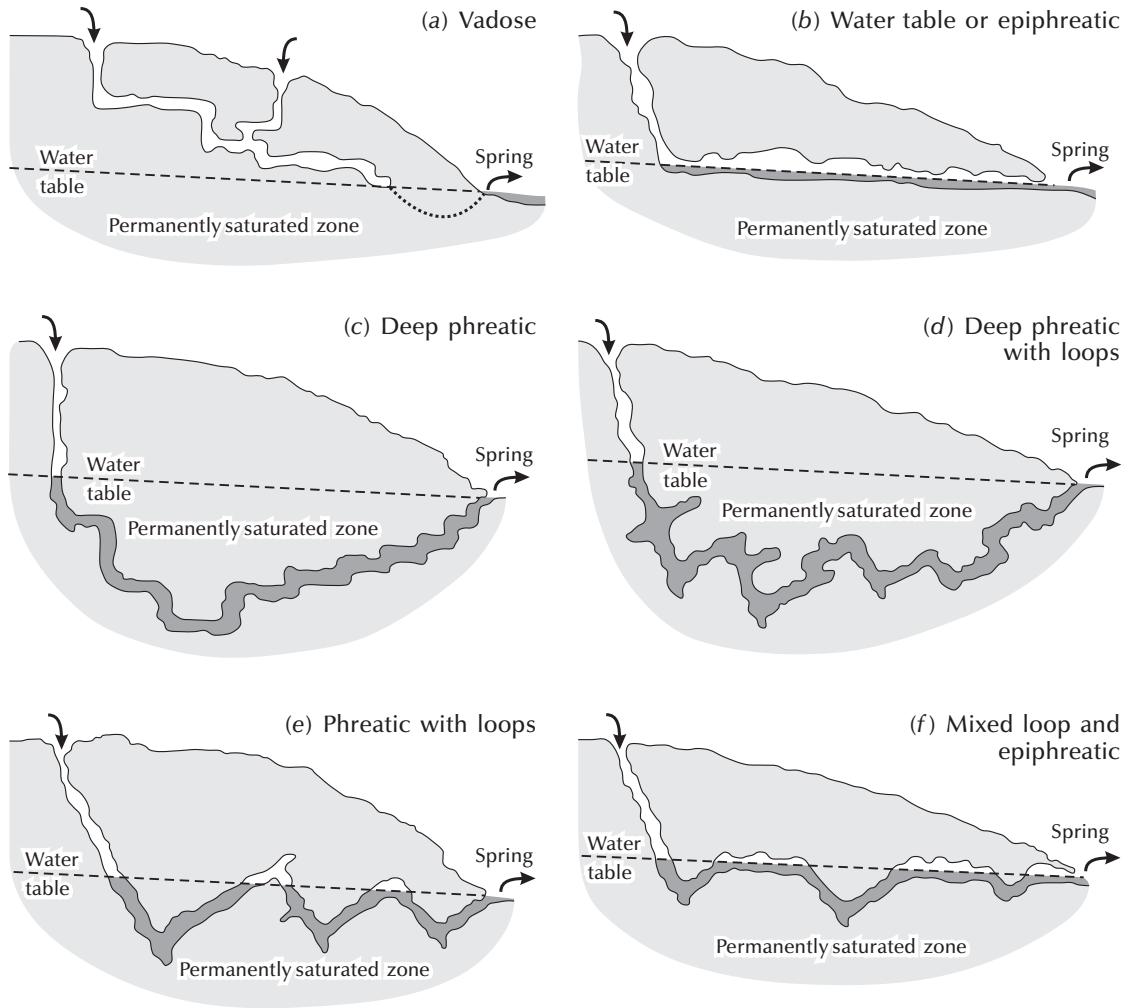 (a) Vadose
Water
table
Spring
Permanently saturated zone
(b) Water table or epiphreatic
Water
table
Spring
Permanently saturated zone
(c) Deep phreatic
Water
table
Spring
Permanently saturated zone
(d) Deep phreatic
with loops
Water
table
Spring
Permanently saturated zone
(e) Phreatic with loops
Water
table
Spring
Permanently saturated zone
(f) Mixed loop and
epiphreatic
Water
table
Spring
Permanently saturated zone